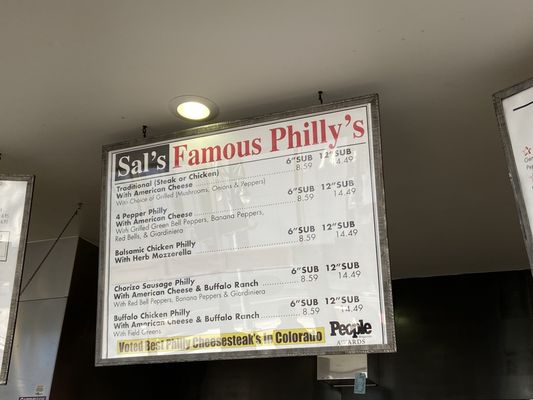 Sal's Famous Philly's
6"SUB 12"SUB
Traditional (Steak or Chicken)
With American Cheese 8.59 14.49
With Choice or Grilled (Mushrooms, Onions & Peppers)
6"SUB 12"SUB
4 Pepper Philly
With American Cheese 8.59 14.49
With Grilled Green Bell Peppers, Banana Peppers,
Red Bells, & Giardiniera
6"SUB 12"SUB
Balsamic Chicken Philly
With Herb Mozzerella 8.59 14.49
6"SUB 12"SUB
Chorizo Sausage Philly
With American Cheese & Buffalo Ranch 8.59 14.49
With Red Bell Peppers, Banana Peppers & Giardiniera
6"SUB 12"SUB
Buffalo Chicken Philly
With American Cheese & Buffalo Ranch 8.59 14.49
With Field Greens
Voted Best Philly Cheesesteak's in Colorado
People
AWARDS